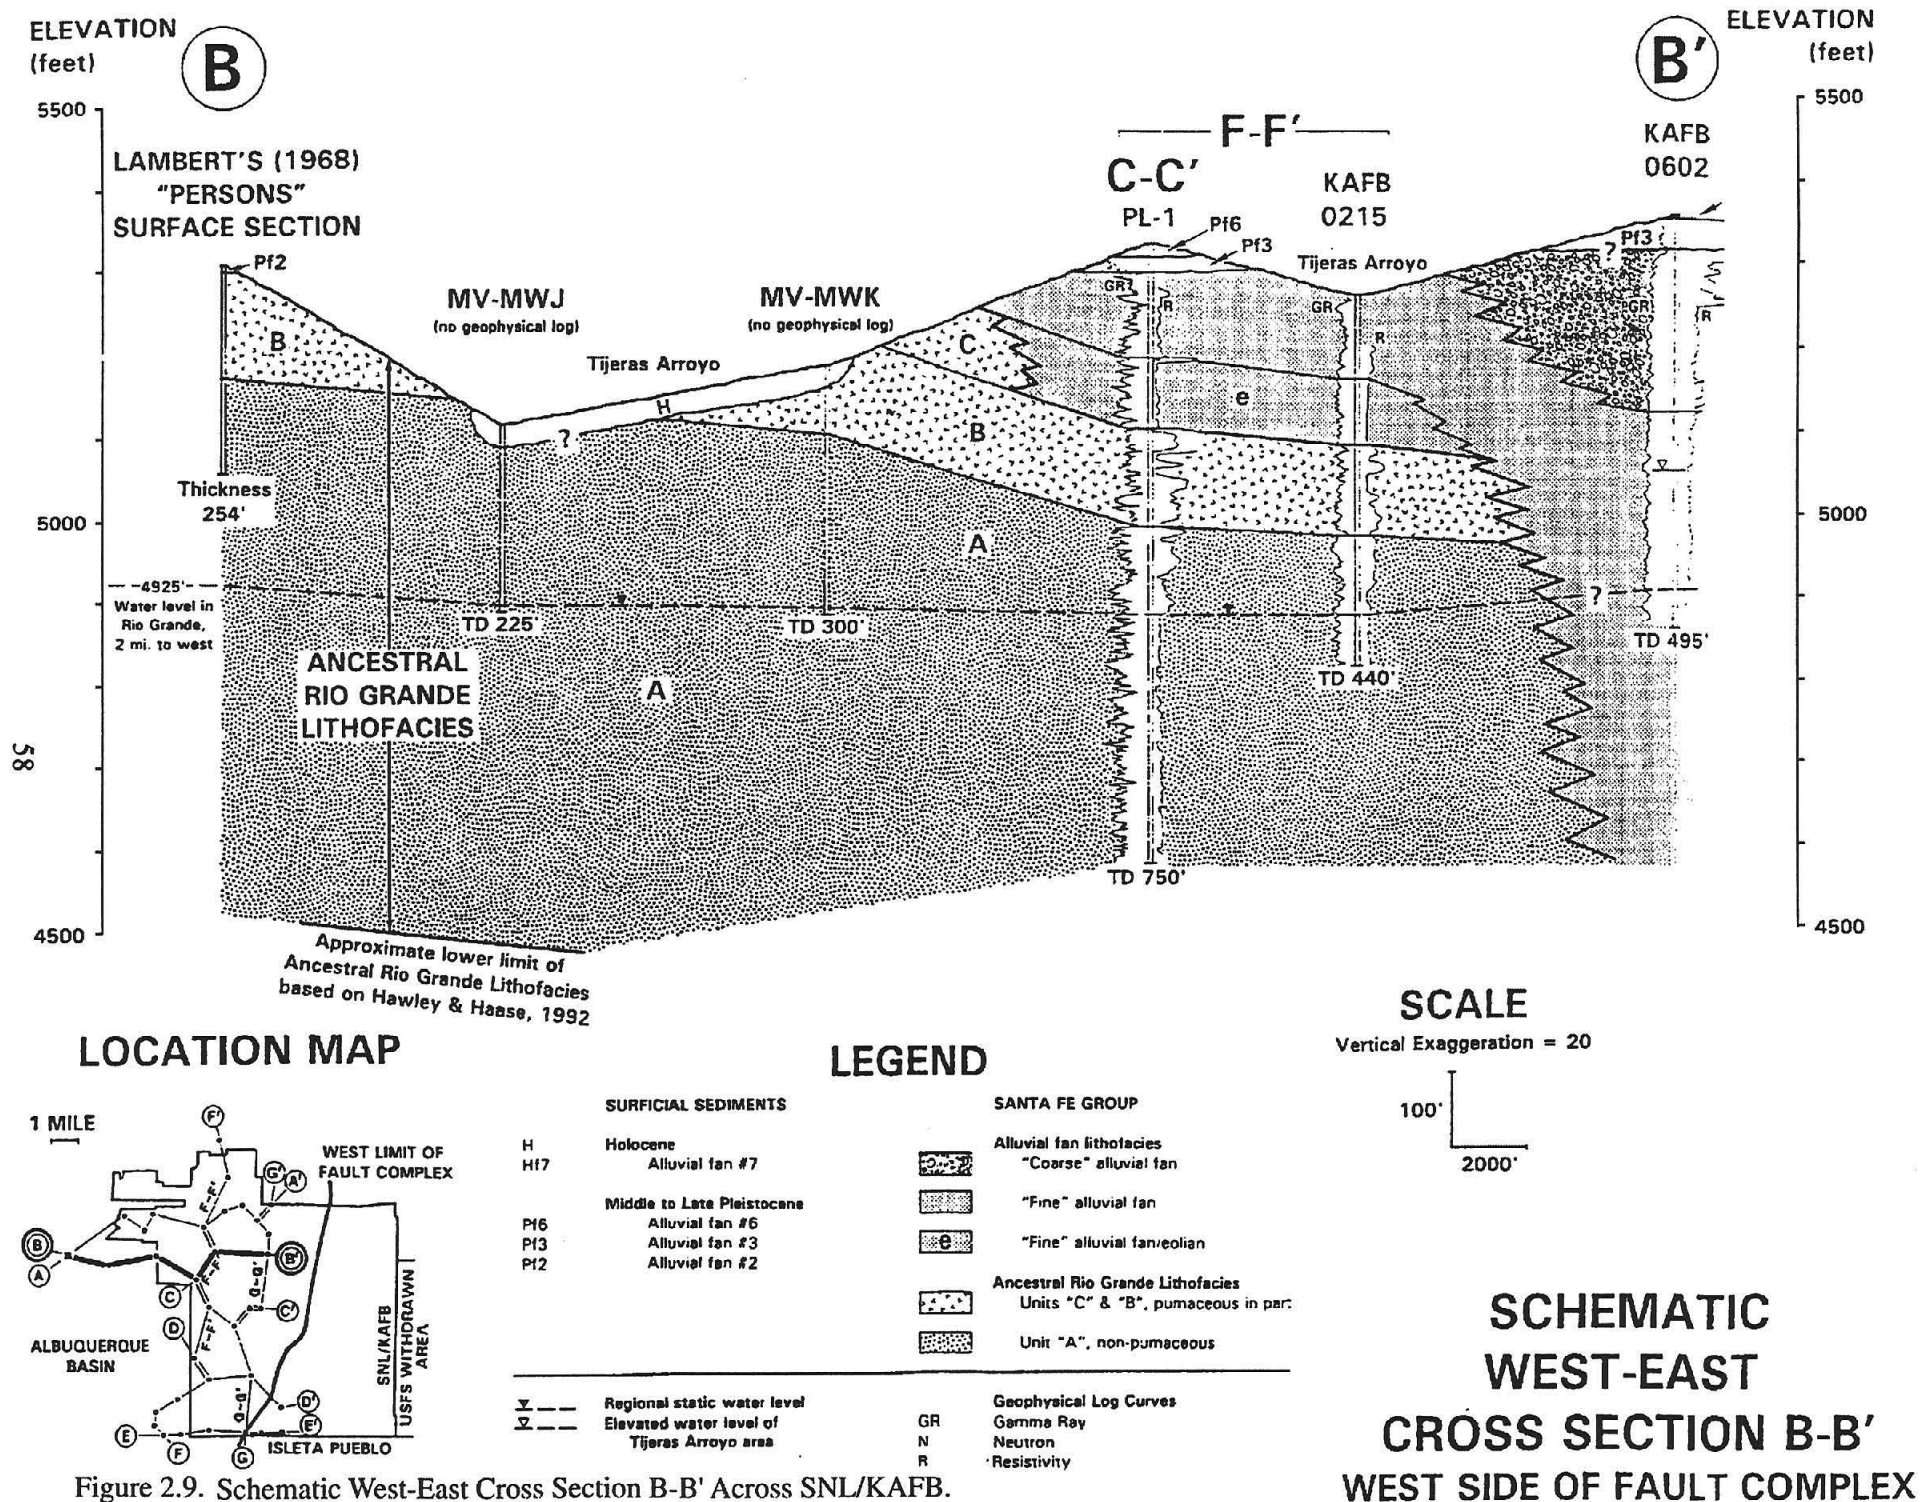 ELEVATION
(feet)
B
B'
ELEVATION
(feet)
5500
5500
LAMBERT'S (1968)
"PERSONS"
SURFACE SECTION
F-F'
C-C'
PL-1
KAFB
0215
KAFB
0602
Pf2
Pf6
Pf3
Tijeras Arroyo
? Pf3
MV-MWJ
(no geophysical log)
MV-MWK
(no geophysical log)
Tijeras Arroyo
GR
R
GR
R
GR
R
B
C
H
?
e
B
Thickness
254'
5000
5000
A
-4925'-
Water level in
Rio Grande,
2 mi. to west
?
TD 225'
TD 300'
TD 495'
TD 440'
ANCESTRAL
RIO GRANDE
LITHOFACIES
A
TD 750'
58
4500
4500
Approximate lower limit of
Ancestral Rio Grande Lithofacies
based on Hawley & Haase, 1992
SCALE
Vertical Exaggeration = 20
100'
2000'
LOCATION MAP
1 MILE
WEST LIMIT OF
FAULT COMPLEX
F'
G'
A'
F-F'
B
A
B'
F-F'
G-G'
C
C'
D
F-F'
ALBUQUERQUE
BASIN
SNL/KAFB
USFS WITHDRAWN
AREA
G-G'
D'
E'
E
F
G
ISLETA PUEBLO
LEGEND
SURFICIAL SEDIMENTS
H Holocene
Hf7 Alluvial fan #7
Middle to Late Pleistocene
Pf6 Alluvial fan #6
Pf3 Alluvial fan #3
Pf2 Alluvial fan #2
SANTA FE GROUP
Alluvial fan lithofacies
"Coarse" alluvial fan
"Fine" alluvial fan
e "Fine" alluvial fan/eolian
Ancestral Rio Grande Lithofacies
Units "C" & "B", pumaceous in part
Unit "A", non-pumaceous
Regional static water level
Elevated water level of
Tijeras Arroyo area
Geophysical Log Curves
GR Gamma Ray
N Neutron
R Resistivity
SCHEMATIC
WEST-EAST
CROSS SECTION B-B'
WEST SIDE OF FAULT COMPLEX
Figure 2.9. Schematic West-East Cross Section B-B' Across SNL/KAFB.